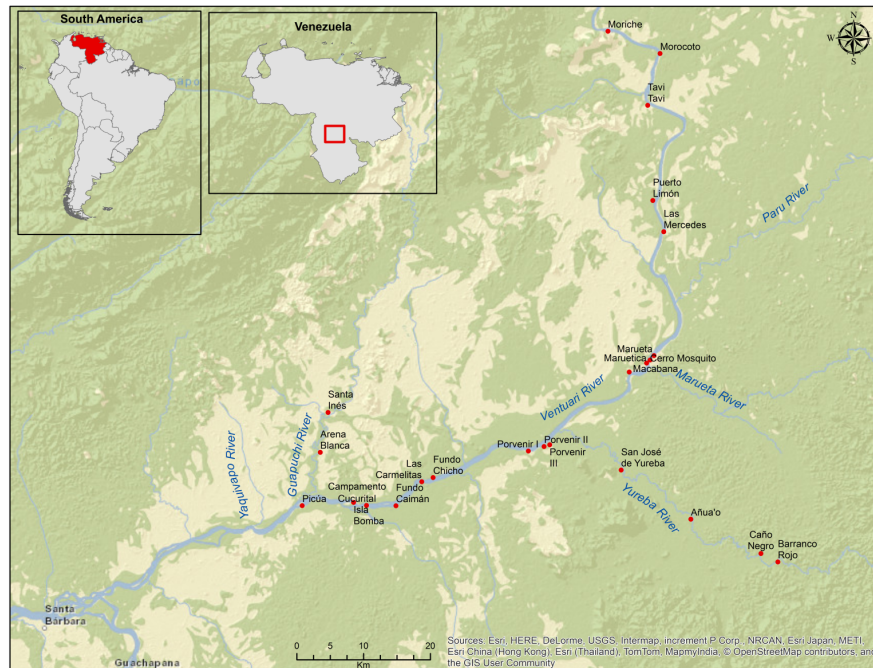 South America
Venezuela
N
W
E
S
Moriche
Morocoto
Tavi
Tavi
Puerto
Limón
Las
Mercedes
Paru River
Marueta
Maruetica
Cerro Mosquito
Macabana
Marueta River
Ventuari River
Santa
Inés
Arena
Blanca
Guapuchi River
Yaquivapo River
Porvenir I
Porvenir II
Porvenir
III
San José
de Yureba
Yureba River
Fundo
Chicho
Las
Carmelitas
Fundo
Caimán
Campamento
Cucurital
Isla
Bomba
Picúa
Añua'o
Caño
Negro
Barranco
Rojo
Santa
Bárbara
Guachapana
0 5 10 20
Km
Sources: Esri, HERE, DeLorme, USGS, Intermap, increment P Corp., NRCAN, Esri Japan, METI,
Esri China (Hong Kong), Esri (Thailand), TomTom, MapmyIndia, © OpenStreetMap contributors, and
the GIS User Community